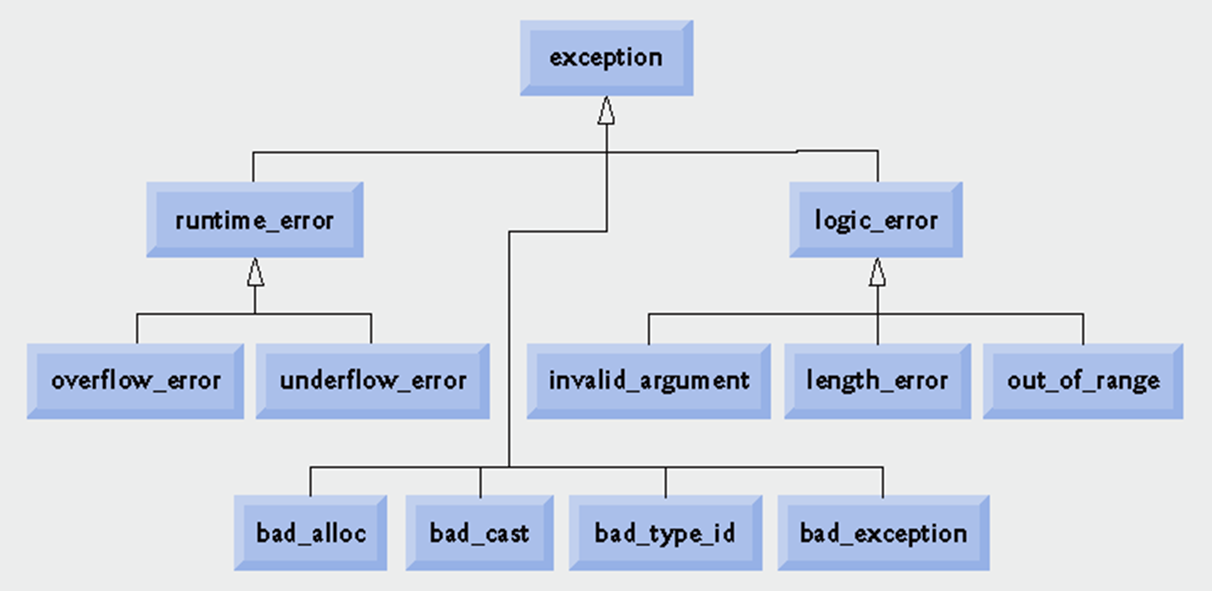 exception
runtime_error
logic_error
overflow_error
underflow_error
invalid_argument
length_error
out_of_range
bad_alloc
bad_cast
bad_type_id
bad_exception